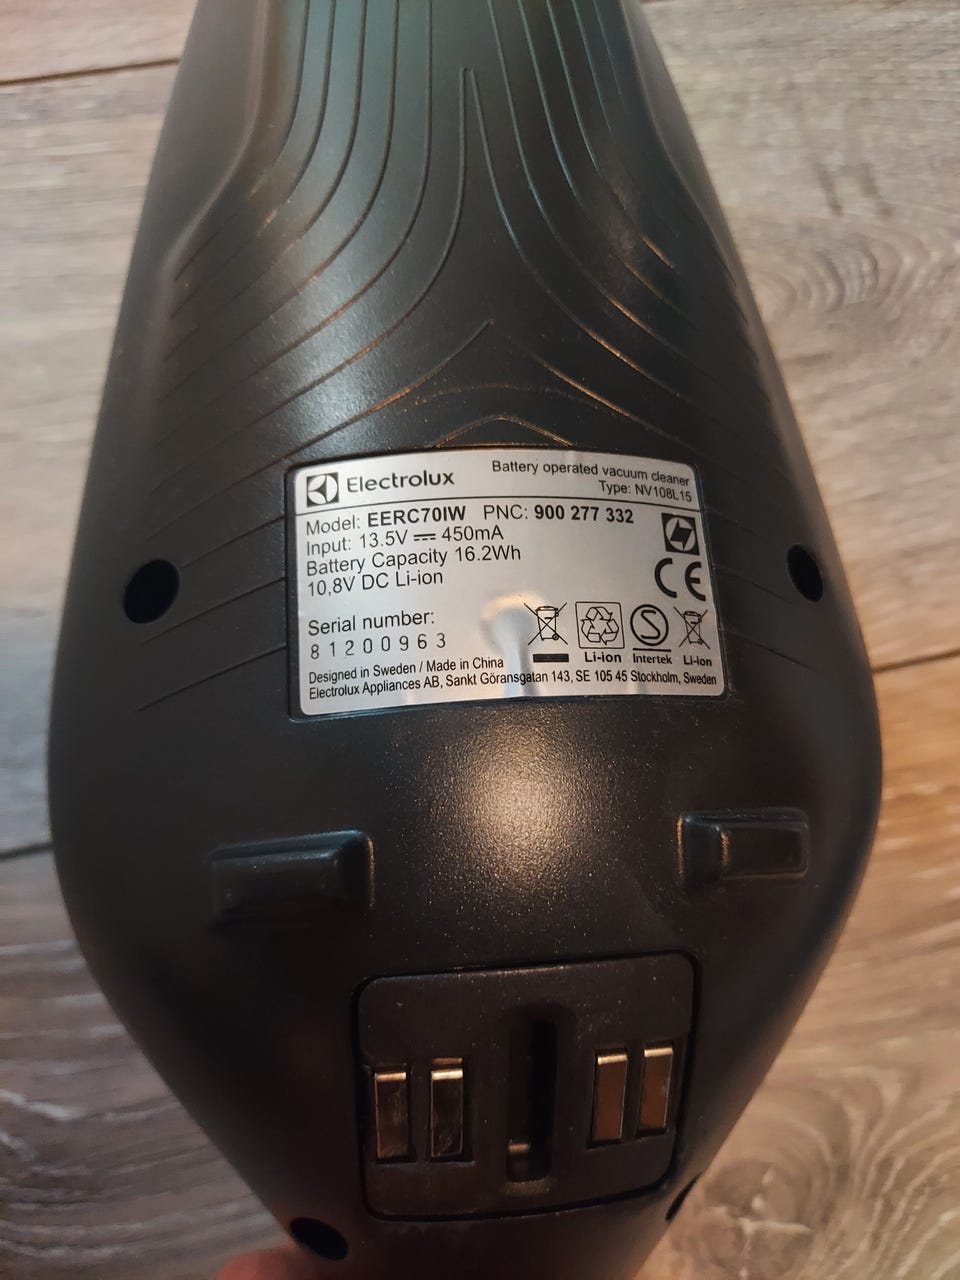 Electrolux
Battery operated vacuum cleaner
Type: NV108L15
Model: EERC70IW PNC: 900 277 332
Input: 13.5V ⎓ 450mA
Battery Capacity 16.2Wh
10,8V DC Li-ion
CE
Serial number:
81200963
S
Li-ion Intertek Li-ion
Designed in Sweden / Made in China
Electrolux Appliances AB, Sankt Göransgatan 143, SE 105 45 Stockholm, Sweden